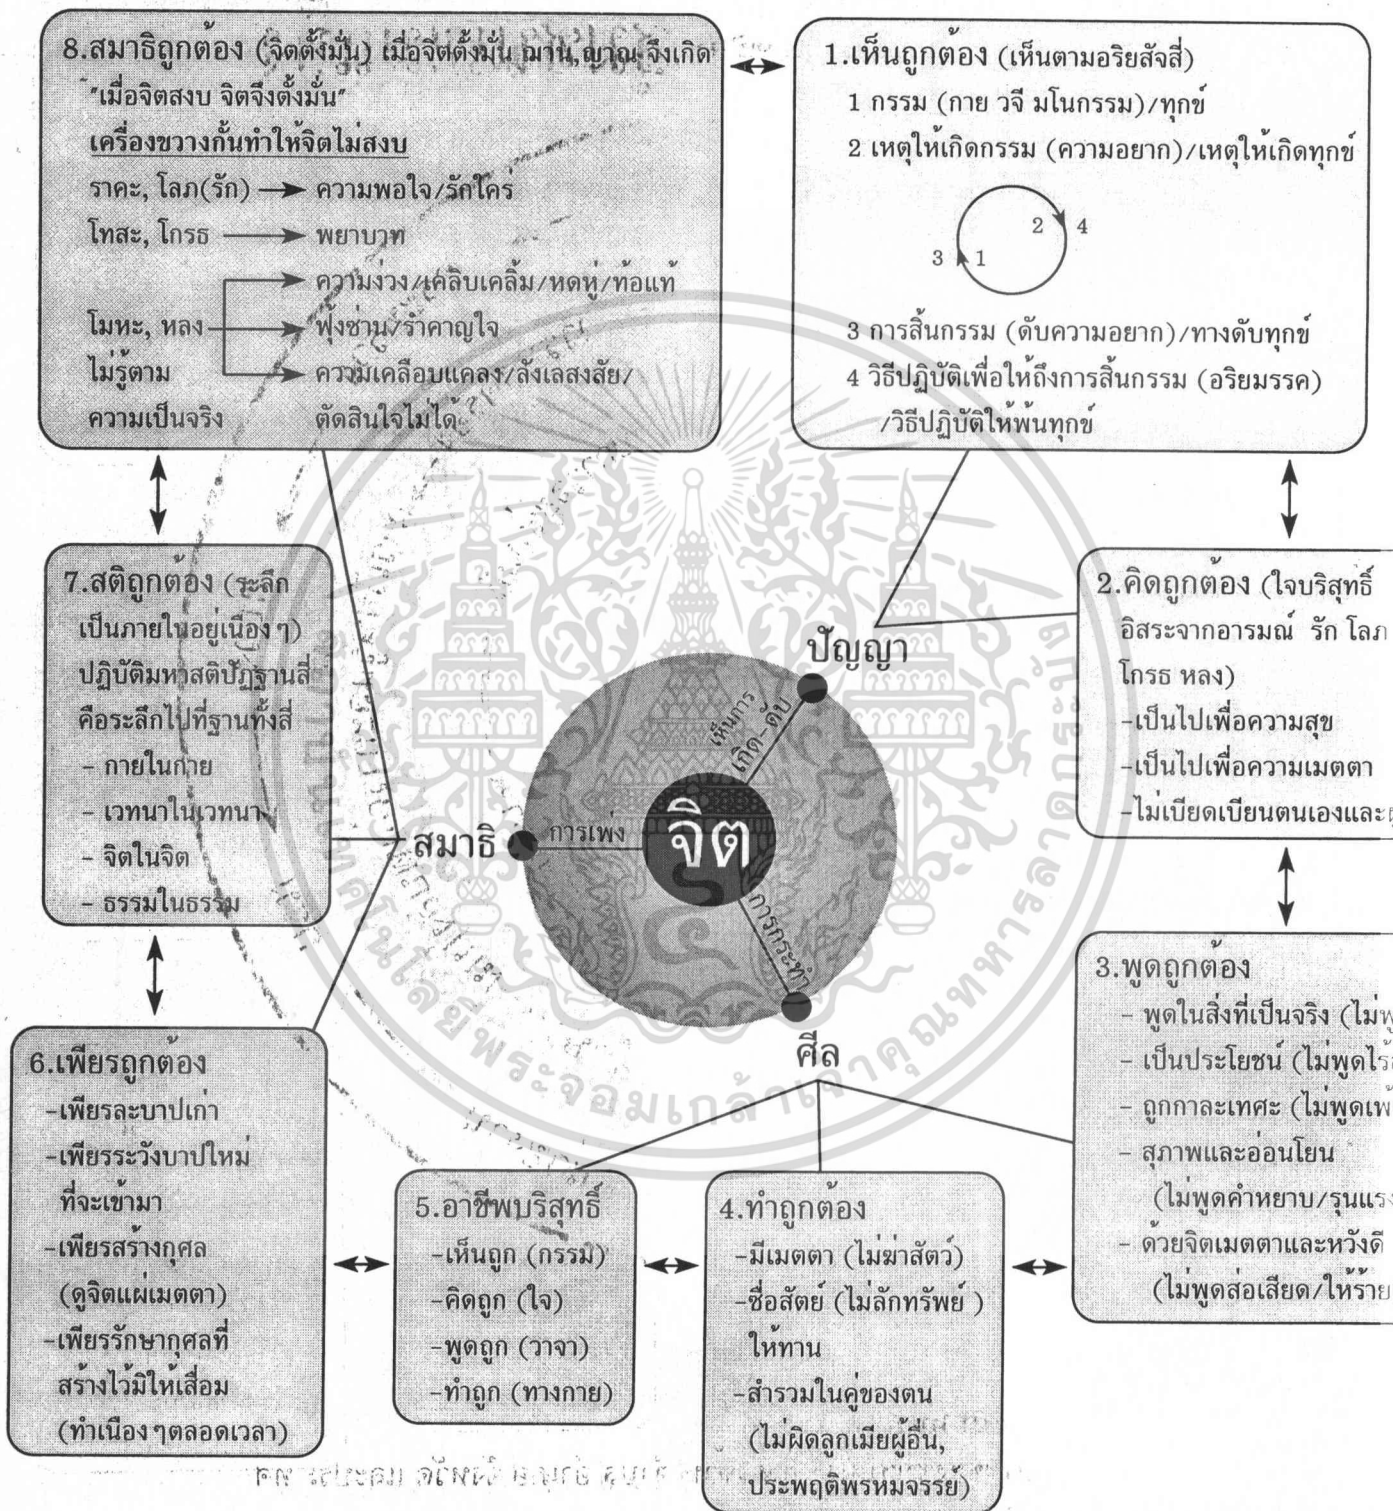 8.สมาธิถูกต้อง (จิตตั้งมั่น) เมื่อจิตตั้งมั่น ฌาน,ญาณ จึงเกิด
"เมื่อจิตสงบ จิตจึงตั้งมั่น"
เครื่องขวางกั้นทำให้จิตไม่สงบ
ราคะ, โลภ(รัก) ความพอใจ/รักใคร่
โทสะ, โกรธ พยาบาท
ความง่วง/เคลิบเคลิ้ม/หดหู่/ท้อแท้
โมหะ, หลง ฟุ้งซ่าน/รำคาญใจ
ไม่รู้ตาม ความเคลือบแคลง/ลังเลสงสัย/
ความเป็นจริง ตัดสินใจไม่ได้
1.เห็นถูกต้อง (เห็นตามอริยสัจสี่)
1 กรรม (กาย วจี มโนกรรม)/ทุกข์
2 เหตุให้เกิดกรรม (ความอยาก)/เหตุให้เกิดทุกข์
2 4
3 1
3 การสิ้นกรรม (ดับความอยาก)/ทางดับทุกข์
4 วิธีปฏิบัติเพื่อให้ถึงการสิ้นกรรม (อริยมรรค)
/วิธีปฏิบัติให้พ้นทุกข์
2.คิดถูกต้อง (ใจบริสุทธิ์
อิสระจากอารมณ์ รัก โลภ
โกรธ หลง)
-เป็นไปเพื่อความสุข
-เป็นไปเพื่อความเมตตา
-ไม่เบียดเบียนตนเองและ
3.พูดถูกต้อง
- พูดในสิ่งที่เป็นจริง (ไม่
- เป็นประโยชน์ (ไม่พูด
- ถูกกาละเทศะ (ไม่พูด
- สุภาพและอ่อนโยน
(ไม่พูดคำหยาบ/รุนแรง
- ด้วยจิตเมตตาและหวังดี
(ไม่พูดส่อเสียด/ให้ร้าย
4.ทำถูกต้อง
-มีเมตตา (ไม่ฆ่าสัตว์)
-ซื่อสัตย์ (ไม่ลักทรัพย์ )
ให้ทาน
-สำรวมในคู่ของตน
(ไม่ผิดลูกเมียผู้อื่น,
ประพฤติพรหมจรรย์)
5.อาชีพบริสุทธิ์
-เห็นถูก (กรรม)
-คิดถูก (ใจ)
-พูดถูก (วาจา)
-ทำถูก (ทางกาย)
6.เพียรถูกต้อง
-เพียรละบาปเก่า
-เพียรระวังบาปใหม่
ที่จะเข้ามา
-เพียรสร้างกุศล
(ดูจิตแผ่เมตตา)
-เพียรรักษากุศลที่
สร้างไว้มิให้เสื่อม
(ทำเนืองๆตลอดเวลา)
7.สติถูกต้อง (ระลึก
เป็นภายในอยู่เนืองๆ)
ปฏิบัติมหาสติปัฏฐานสี่
คือระลึกไปที่ฐานทั้งสี่
- กายในกาย
- เวทนาในเวทนา
- จิตในจิต
- ธรรมในธรรม
ปัญญา
เห็นการ
เกิด-ดับ
สมาธิ
การเพ่ง
จิต
การกระทำ
ศีล
สถาบันเทคโนโลยีพระจอมเกล้าเจ้าคุณทหารลาดกระบัง